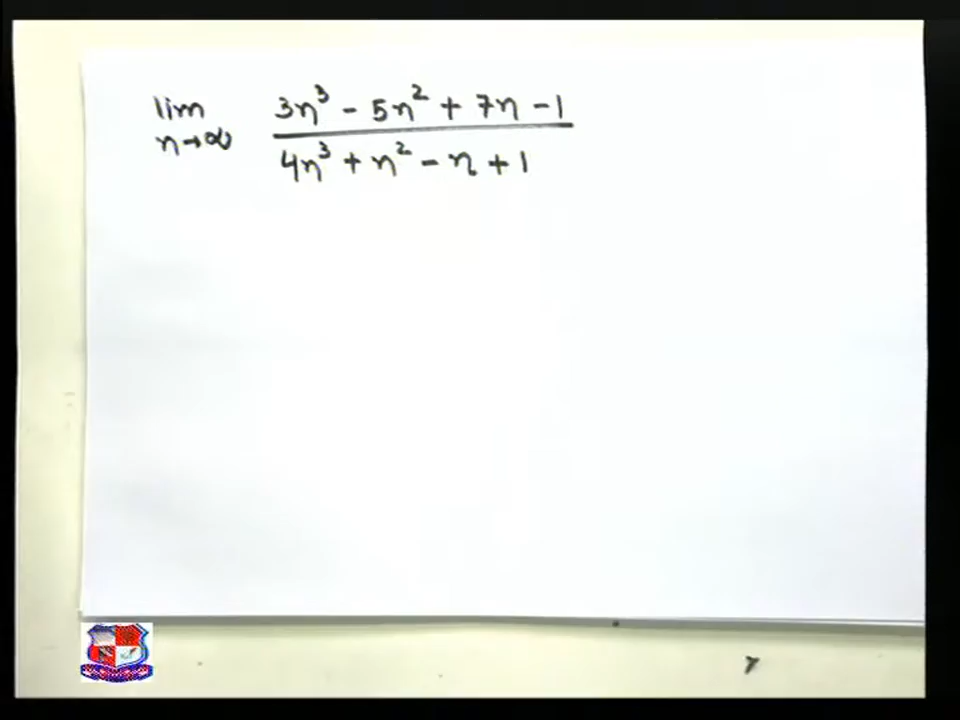 lim n→∞ (3n³ - 5n² + 7n - 1) / (4n³ + n² - n + 1)